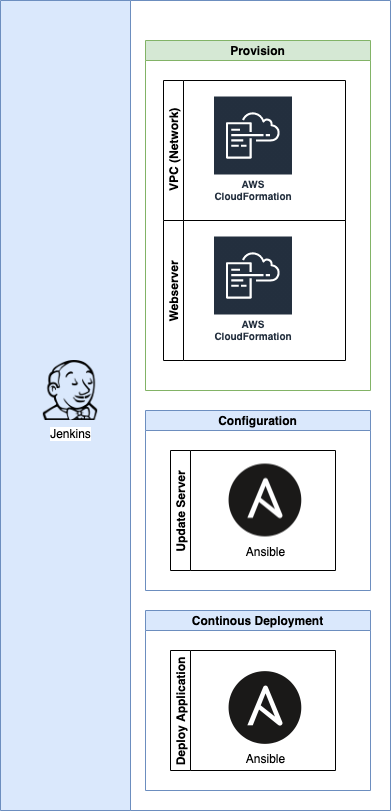 Provision
VPC (Network)
AWS
CloudFormation
Webserver
AWS
CloudFormation
Jenkins
Configuration
Update Server
Ansible
Continous Deployment
Deploy Application
Ansible